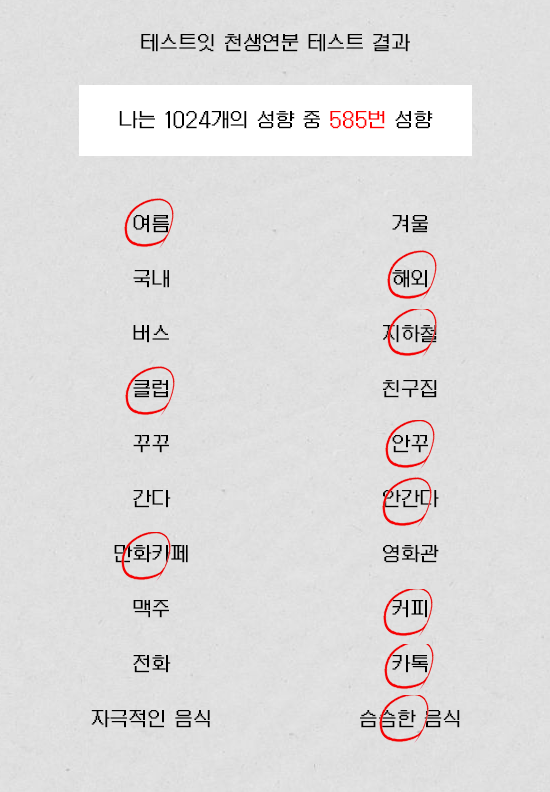 테스트잇 천생연분 테스트 결과
나는 1024개의 성향 중 585번 성향
여름 겨울
국내 해외
버스 지하철
클럽 친구집
꾸꾸 안꾸
간다 안간다
만화카페 영화관
맥주 커피
전화 카톡
자극적인 음식 슴슴한 음식